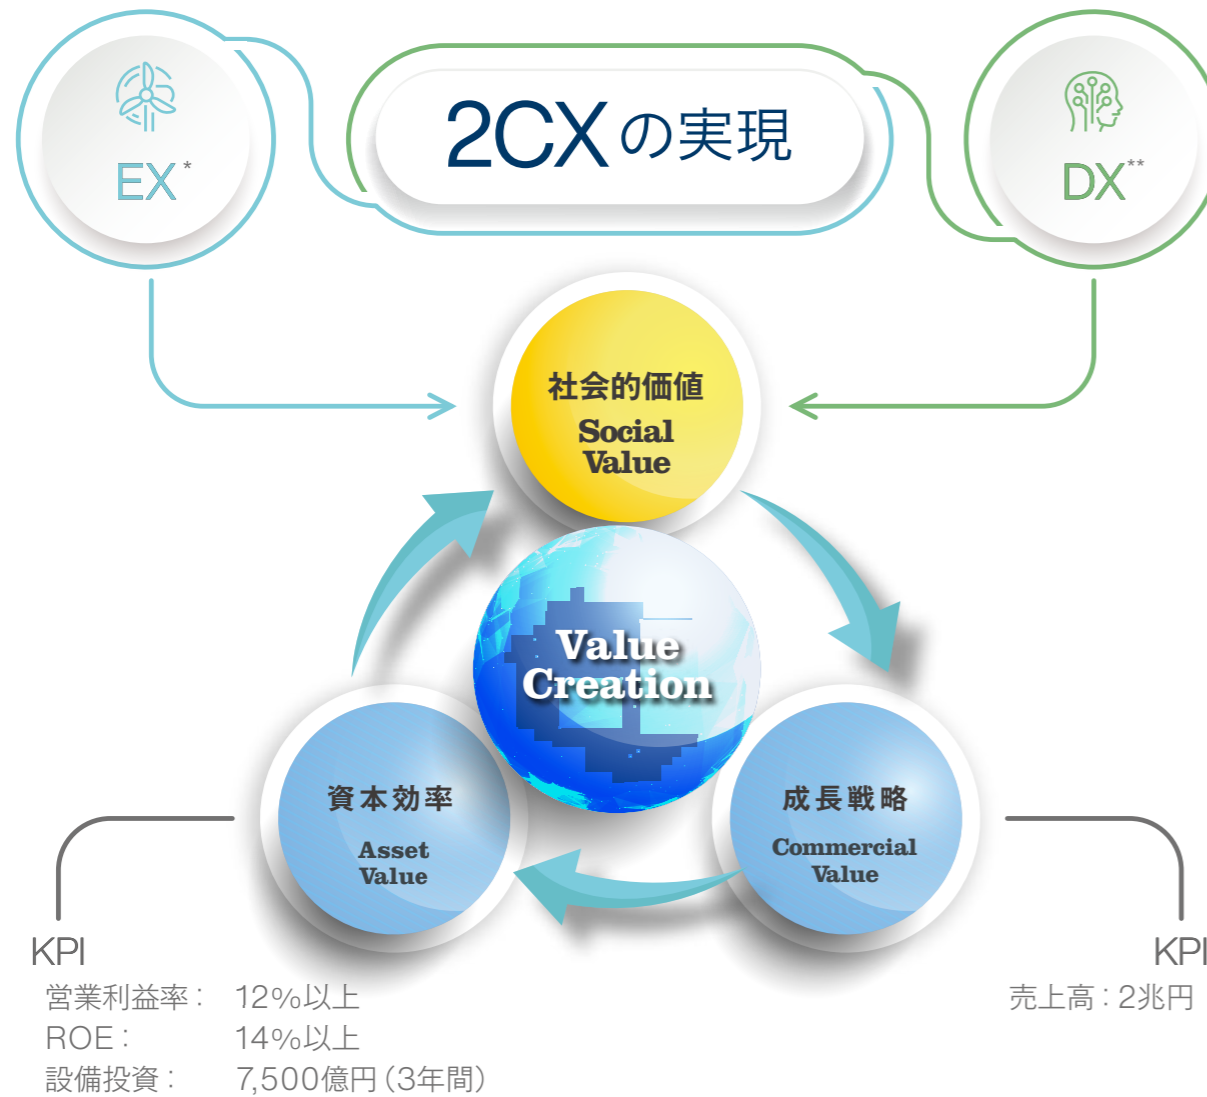 2CXの実現
EX*
DX**
社会的価値
Social
Value
Value
Creation
資本効率
Asset
Value
成長戦略
Commercial
Value
KPI
営業利益率： 12%以上
ROE： 14%以上
設備投資： 7,500億円（3年間）
KPI
売上高：2兆円